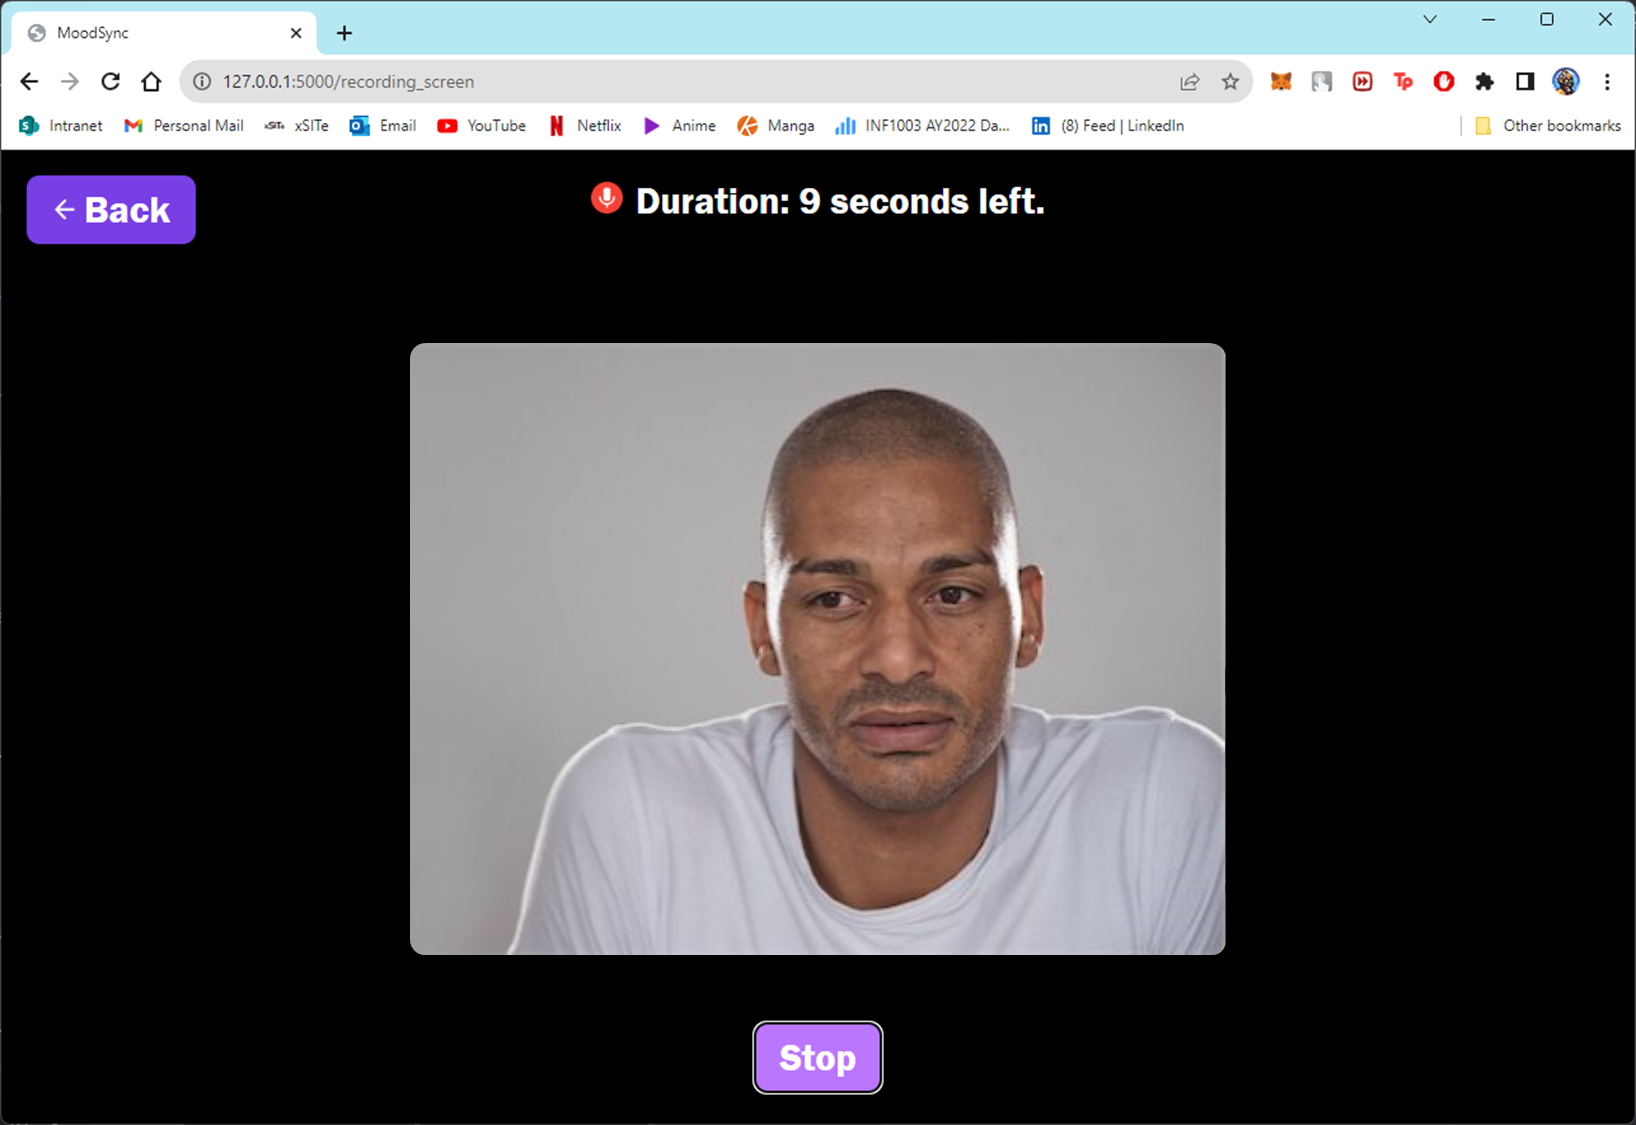 MoodSync
127.0.0.1:5000/recording_screen
Intranet Personal Mail xSITe Email YouTube Netflix Anime Manga INF1003 AY2022 Da... (8) Feed | LinkedIn Other bookmarks
Back
Duration: 9 seconds left.
Stop